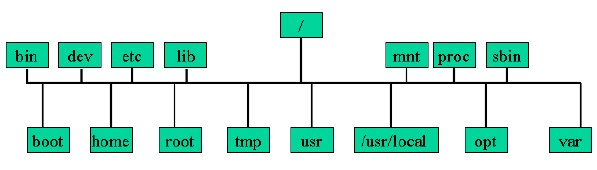 /
bin dev etc lib mnt proc sbin
boot home root tmp usr /usr/local opt var